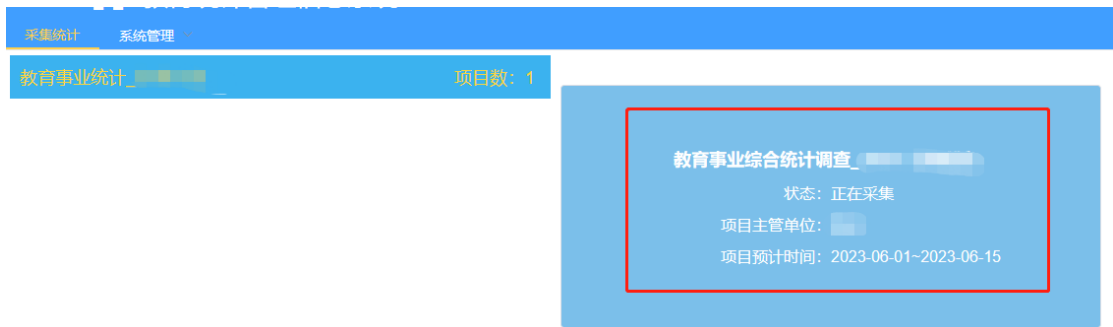 采集统计 系统管理
教育事业统计_
项目数：1
教育事业综合统计调查_
状态：正在采集
项目主管单位：
项目预计时间：2023-06-01~2023-06-15